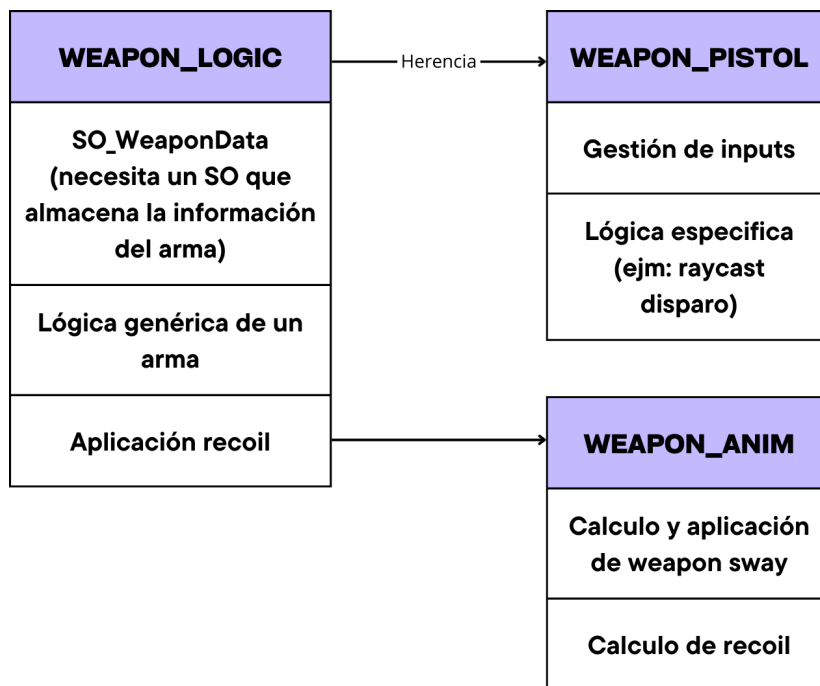 WEAPON_LOGIC
SO_WeaponData
(necesita un SO que
almacena la información
del arma)
Lógica genérica de un
arma
Aplicación recoil
Herencia
WEAPON_PISTOL
Gestión de inputs
Lógica especifica
(ejm: raycast
disparo)
WEAPON_ANIM
Calculo y aplicación
de weapon sway
Calculo de recoil